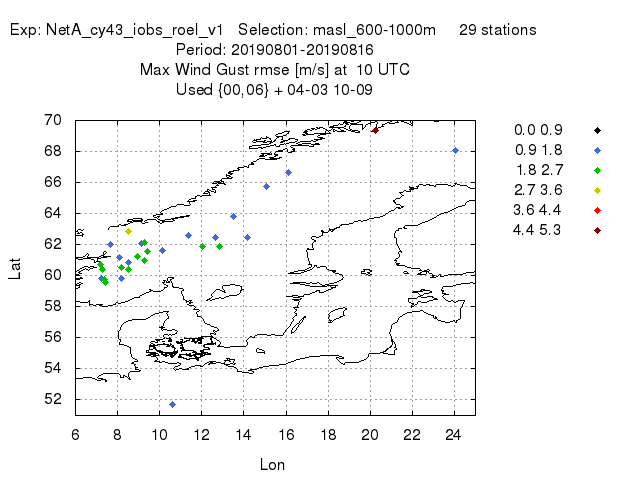 Exp: NetA_cy43_iobs_roel_v1 Selection: masl_600-1000m 29 stations
Period: 20190801-20190816
Max Wind Gust rmse [m/s] at 10 UTC
Used {00,06} + 04-03 10-09
70
68
66
64
62
60
58
56
54
52
Lat
6 8 10 12 14 16 18 20 22 24
Lon
0.0 0.9
0.9 1.8
1.8 2.7
2.7 3.6
3.6 4.4
4.4 5.3